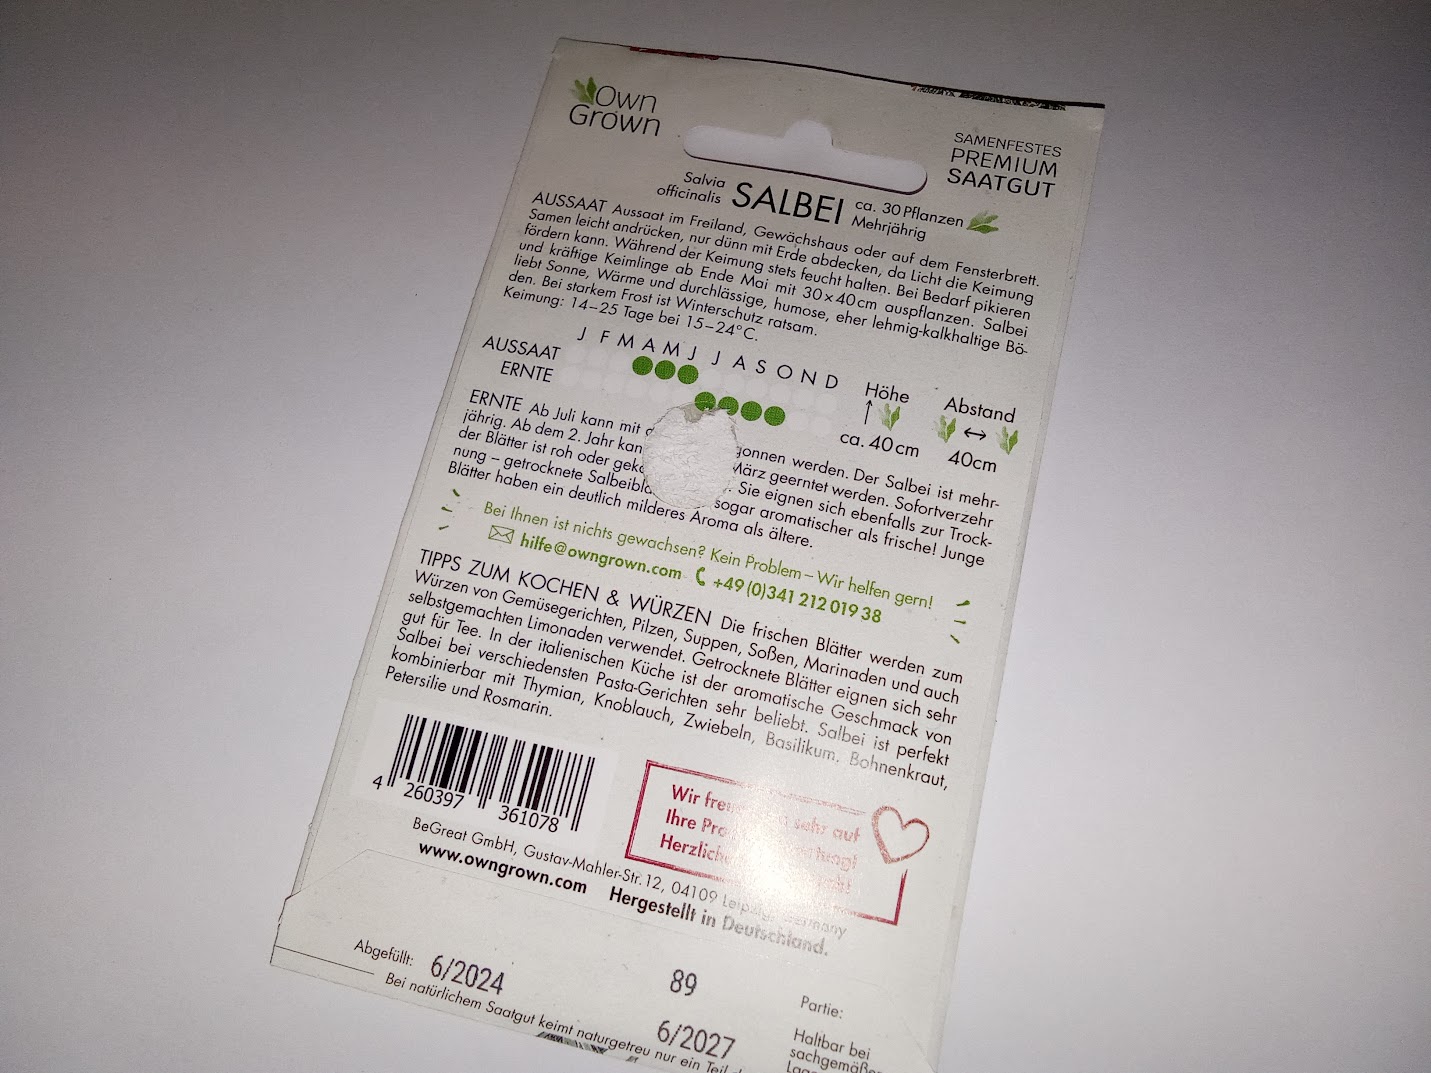 Own
Grown
SAMENFESTES
PREMIUM
SAATGUT
Salvia
officinalis
SALBEI
ca. 30 Pflanzen
Mehrjährig
AUSSAAT Aussaat im Freiland, Gewächshaus oder auf dem Fensterbrett.
Samen leicht andrücken, nur dünn mit Erde abdecken, da Licht die Keimung
fördern kann. Während der Keimung stets feucht halten. Bei Bedarf pikieren
und kräftige Keimlinge ab Ende Mai mit 30 × 40 cm auspflanzen. Salbei
liebt Sonne, Wärme und durchlässige, humose, eher lehmig-kalkhaltige Bö-
den. Bei starkem Frost ist Winterschutz ratsam.
Keimung: 14–25 Tage bei 15–24°C.
J F M A M J J A S O N D
AUSSAAT
ERNTE
Höhe
ca. 40 cm
Abstand
40cm
ERNTE Ab Juli kann mit gonnen werden. Der Salbei ist mehr-
jährig. Ab dem 2. Jahr kan März geerntet werden. Sofortverzehr
der Blätter ist roh oder gek Sie eignen sich ebenfalls zur Trock-
nung – getrocknete Salbeibl sogar aromatischer als frische! Junge
Blätter haben ein deutlich milderes Aroma als ältere.
Bei Ihnen ist nichts gewachsen? Kein Problem – Wir helfen gern!
hilfe@owngrown.com +49 (0)341 212 019 38
TIPPS ZUM KOCHEN & WÜRZEN Die frischen Blätter werden zum
Würzen von Gemüsegerichten, Pilzen, Suppen, Soßen, Marinaden und auch
selbstgemachten Limonaden verwendet. Getrocknete Blätter eignen sich sehr
gut für Tee. In der italienischen Küche ist der aromatische Geschmack von
Salbei bei verschiedensten Pasta-Gerichten sehr beliebt. Salbei ist perfekt
kombinierbar mit Thymian, Knoblauch, Zwiebeln, Basilikum, Bohnenkraut,
Petersilie und Rosmarin.
4 260397 361078
Wir fre sehr auf
Ihre Pro
Herzlich
BeGreat GmbH, Gustav-Mahler-Str. 12, 04109 Leipzig, Germany
www.owngrown.com Hergestellt in Deutschland.
Abgefüllt: 6/2024
89
Partie:
6/2027
Haltbar bei
sachgemäße
Bei natürlichem Saatgut keimt naturgetreu nur ein Teil